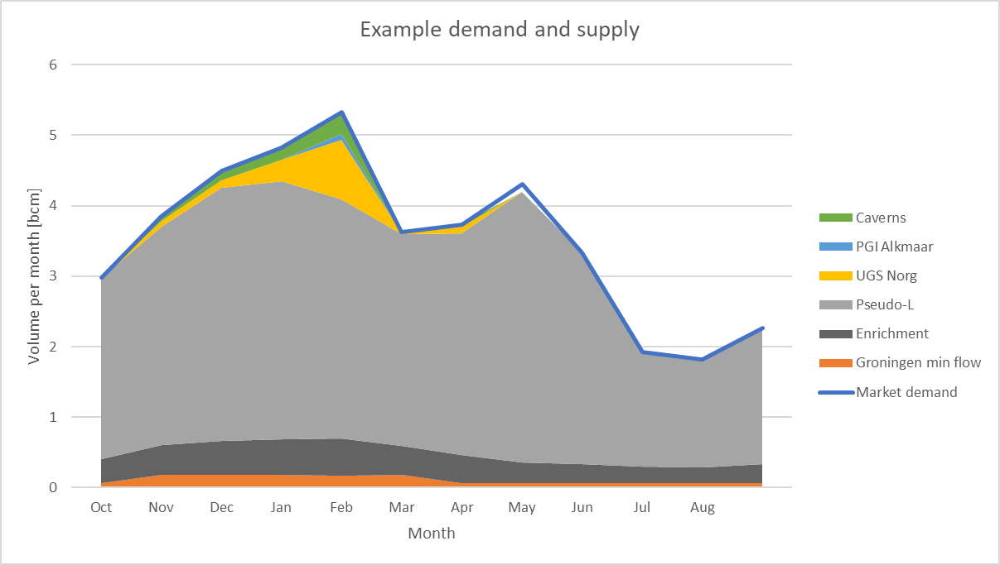 Example demand and supply
Volume per month [bcm]
6
5
4
3
2
1
0
Oct Nov Dec Jan Feb Mar Apr May Jun Jul Aug
Month
Caverns
PGI Alkmaar
UGS Norg
Pseudo-L
Enrichment
Groningen min flow
Market demand